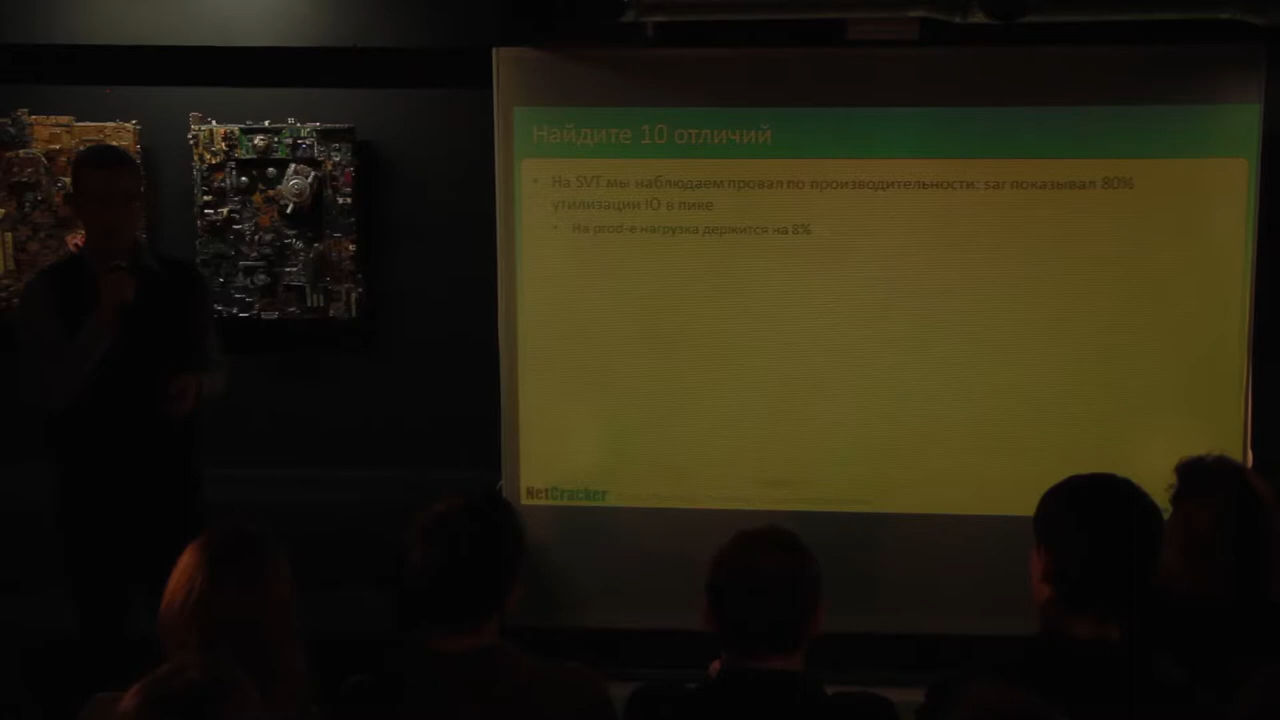 Найдите 10 отличий
• На SVT мы наблюдаем провал по производительности: sar показывал 80%
утилизации IO в пике
• На prod-е нагрузка держится на 8%
NetCracker